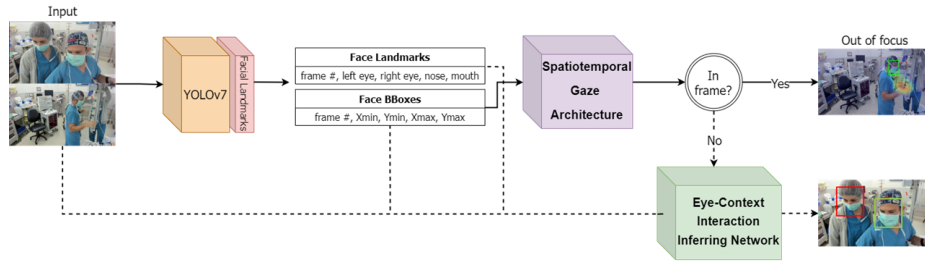 Input
YOLOv7
Facial Landmarks
Face Landmarks
frame #, left eye, right eye, nose, mouth
Face BBoxes
frame #, Xmin, Ymin, Xmax, Ymax
Spatiotemporal
Gaze
Architecture
In
frame?
Yes
Out of focus
No
Eye-Context
Interaction
Inferring Network